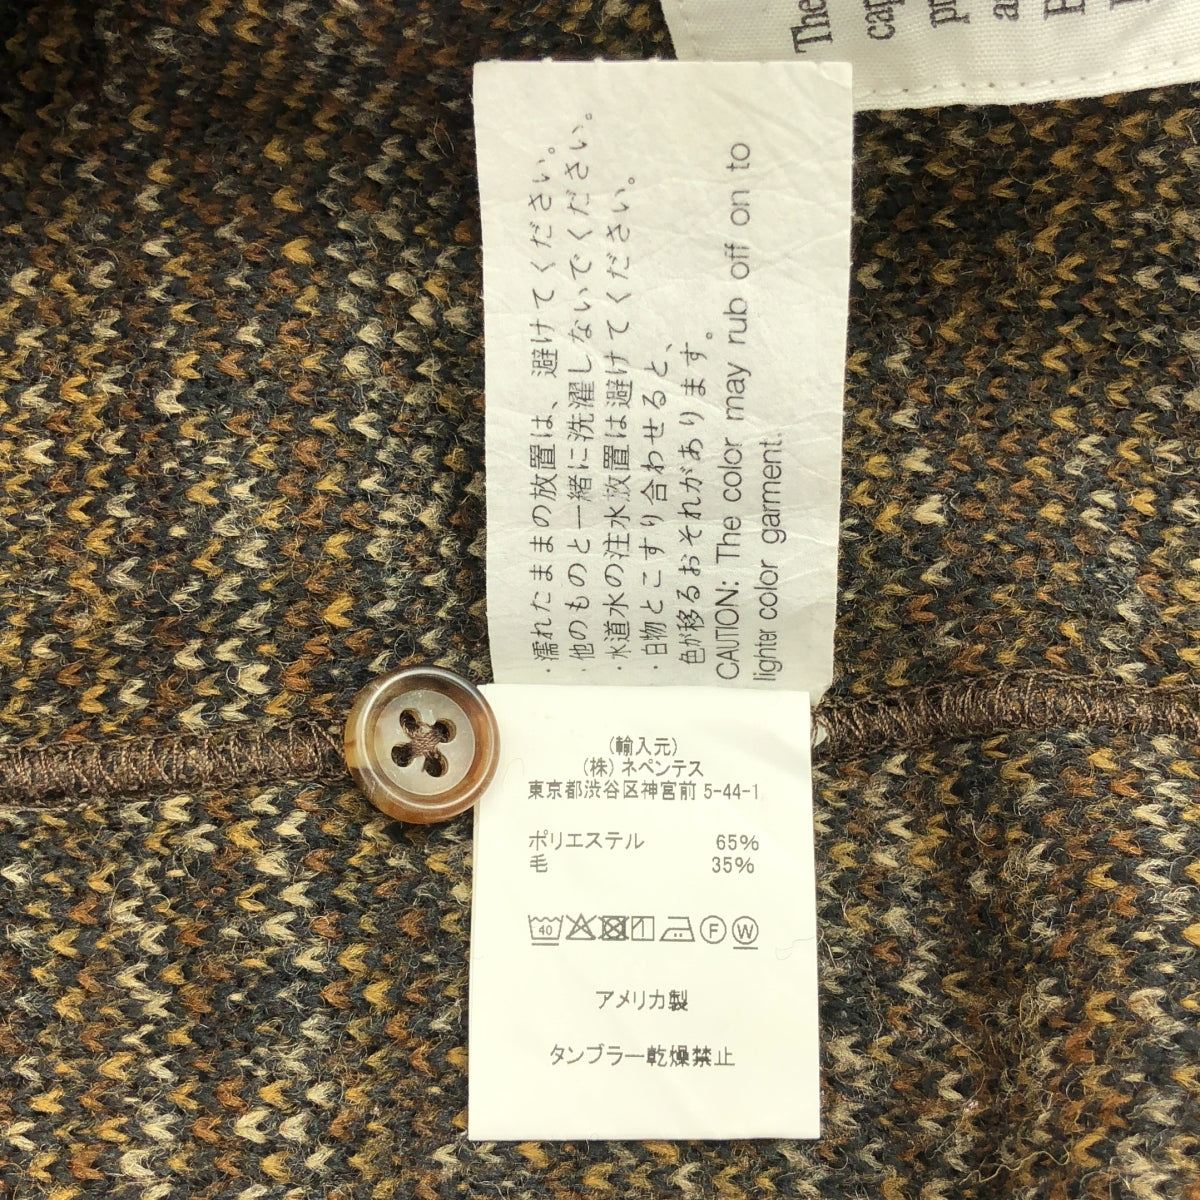 ・濡れたままの放置は、避けてください。
・他のものと一緒に洗濯しないでください。
・水道水の注水放置は避けてください。
・白物とこすり合わせると、
色が移るおそれがあります。
CAUTION: The color may rub off on to
lighter color garment.
(輸入元)
(株) ネペンテス
東京都渋谷区神宮前 5-44-1
ポリエステル 65%
毛 35%
40
F W
アメリカ製
タンブラー乾燥禁止
The